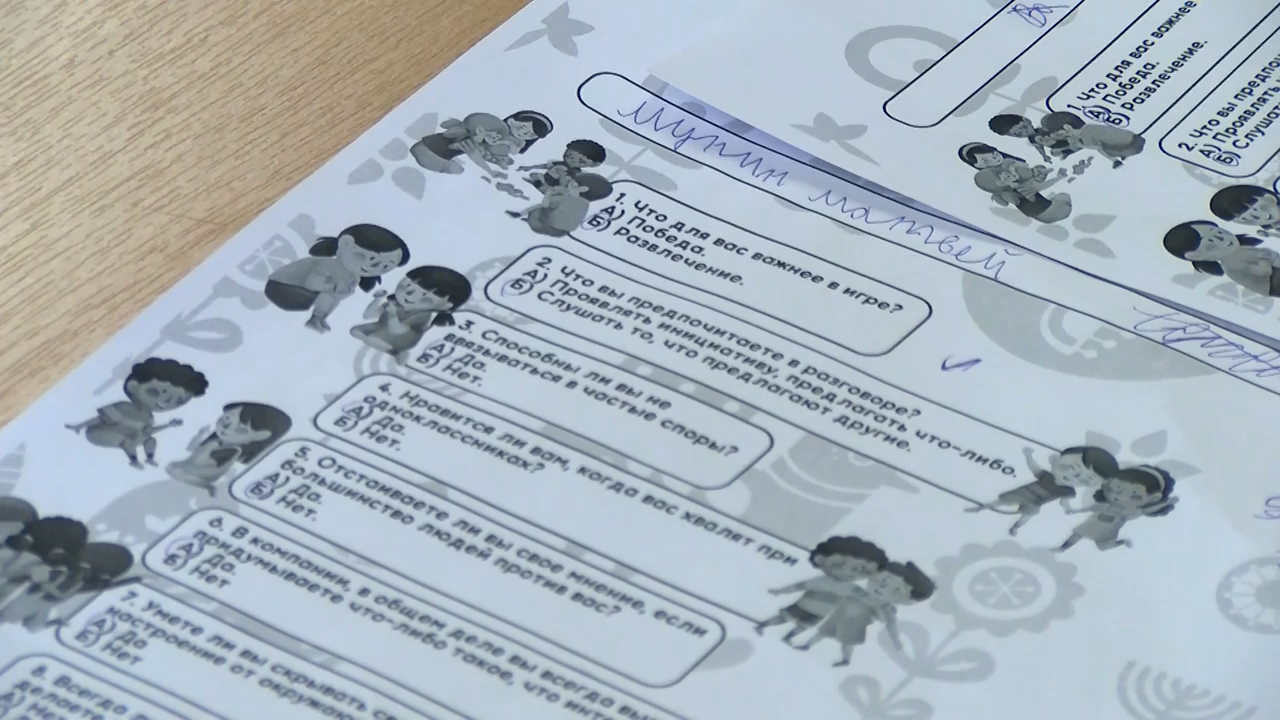 Мупин матвей
1. Что для вас важнее в игре?
А) Победа.
Б) Развлечение.
2. Что вы предпочитаете в разговоре?
А) Проявлять инициативу, предлагать что-либо.
Б) Слушать то, что предлагают другие.
3. Способны ли вы не
ввязываться в частые споры?
А) Да.
Б) Нет.
4. Нравится ли вам, когда вас хвалят при
одноклассниках?
А) Да.
Б) Нет.
5. Отстаиваете ли вы свое мнение, если
большинство людей против вас?
А) Да.
Б) Нет.
6. В компании, в общем деле вы всегда
придумываете что-либо такое, что
А) Да.
Б) Нет
7. Умеете ли вы скрывать
настроение от
А) Да
Б) Нет
8. Всегда
1. Что для вас важнее
А) Победа.
Б) Развлечение.
2. Что вы
А) Проявлять
Б)